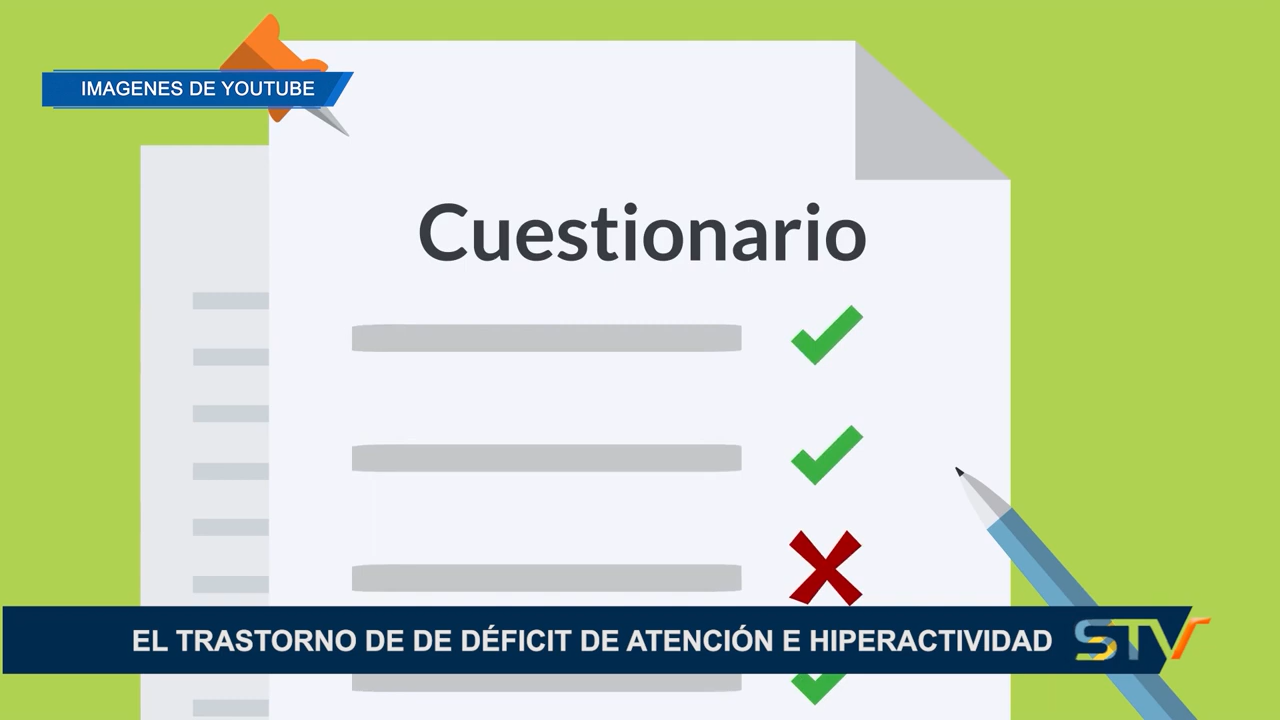 IMAGENES DE YOUTUBE
Cuestionario
EL TRASTORNO DE DE DÉFICIT DE ATENCIÓN E HIPERACTIVIDAD
STV